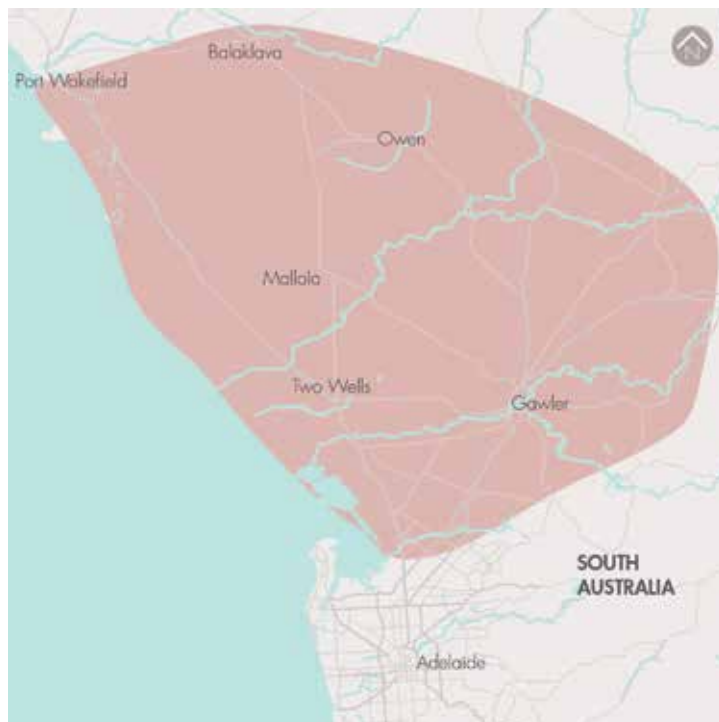 N
Balaklava
Port Wakefield
Owen
Mallala
Two Wells
Gawler
SOUTH
AUSTRALIA
Adelaide